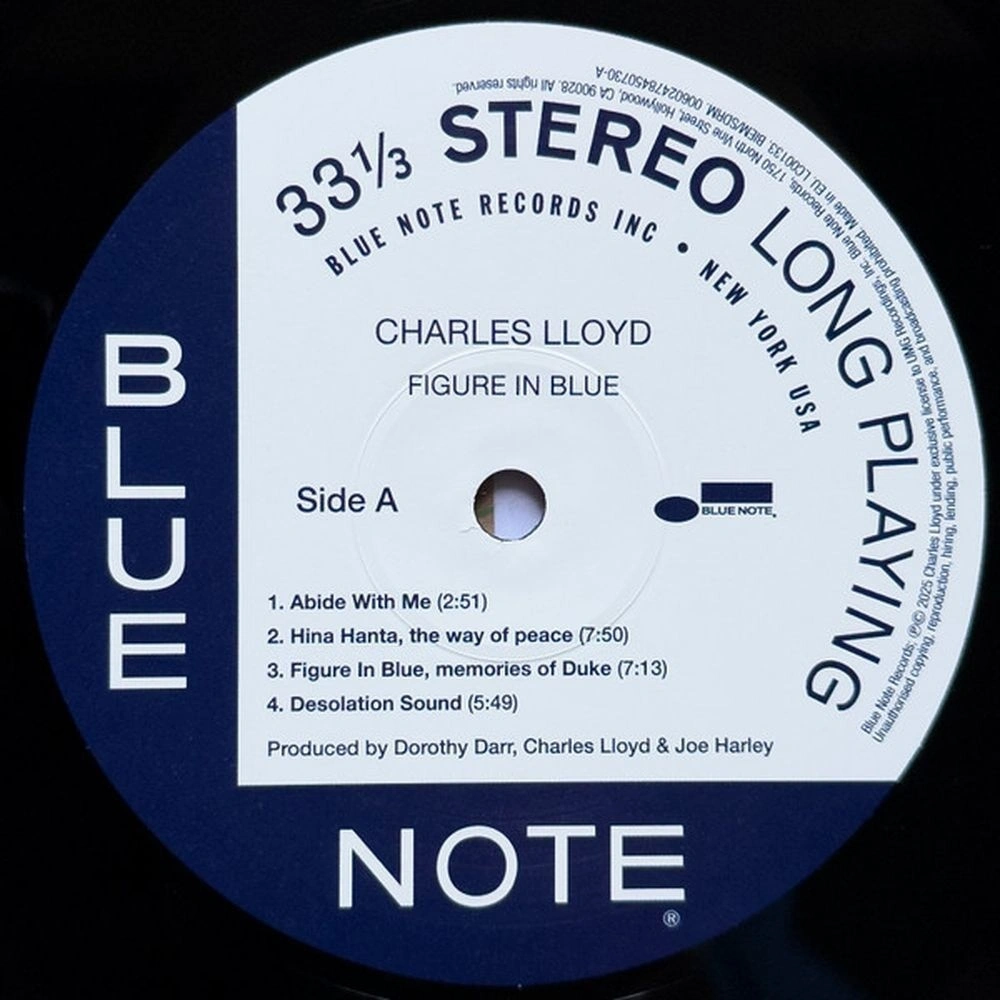 33⅓ STEREO LONG PLAYING
BLUE NOTE RECORDS INC • NEW YORK USA
CHARLES LLOYD
FIGURE IN BLUE
Side A
BLUE NOTE
1. Abide With Me (2:51)
2. Hina Hanta, the way of peace (7:50)
3. Figure In Blue, memories of Duke (7:13)
4. Desolation Sound (5:49)
Produced by Dorothy Darr, Charles Lloyd & Joe Harley
BLUE
NOTE
®
Blue Note Records; ℗© 2025 Charles Lloyd under exclusive license to UMG Recordings, Inc. Blue Note Records, 1750 North Vine Street, Hollywood, CA 90028. All rights reserved.
Unauthorised copying, reproduction, hiring, lending, public performance, and broadcasting prohibited. Made in EU. LC00133. BIEM/SDRM. 00602478450730-A